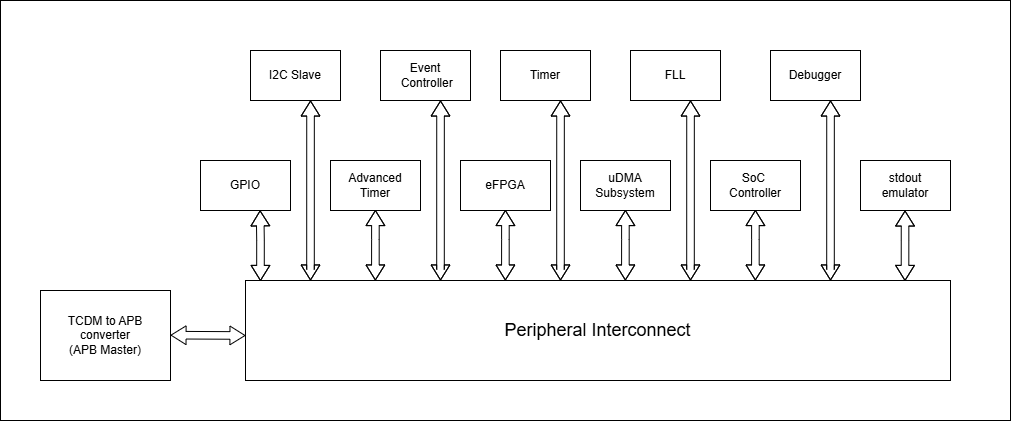 I2C Slave
Event
Controller
Timer
FLL
Debugger
GPIO
Advanced
Timer
eFPGA
uDMA
Subsystem
SoC
Controller
stdout
emulator
TCDM to APB
converter
(APB Master)
Peripheral Interconnect